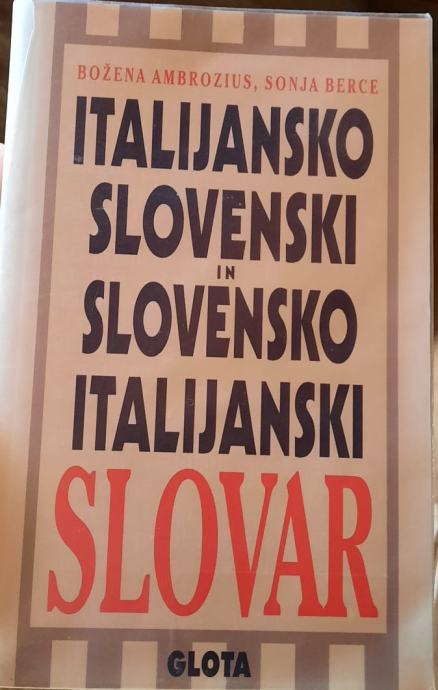 BOŽENA AMBROZIUS, SONJA BERCE
ITALIJANSKO
SLOVENSKI
IN
SLOVENSKO
ITALIJANSKI
SLOVAR
GLOTA